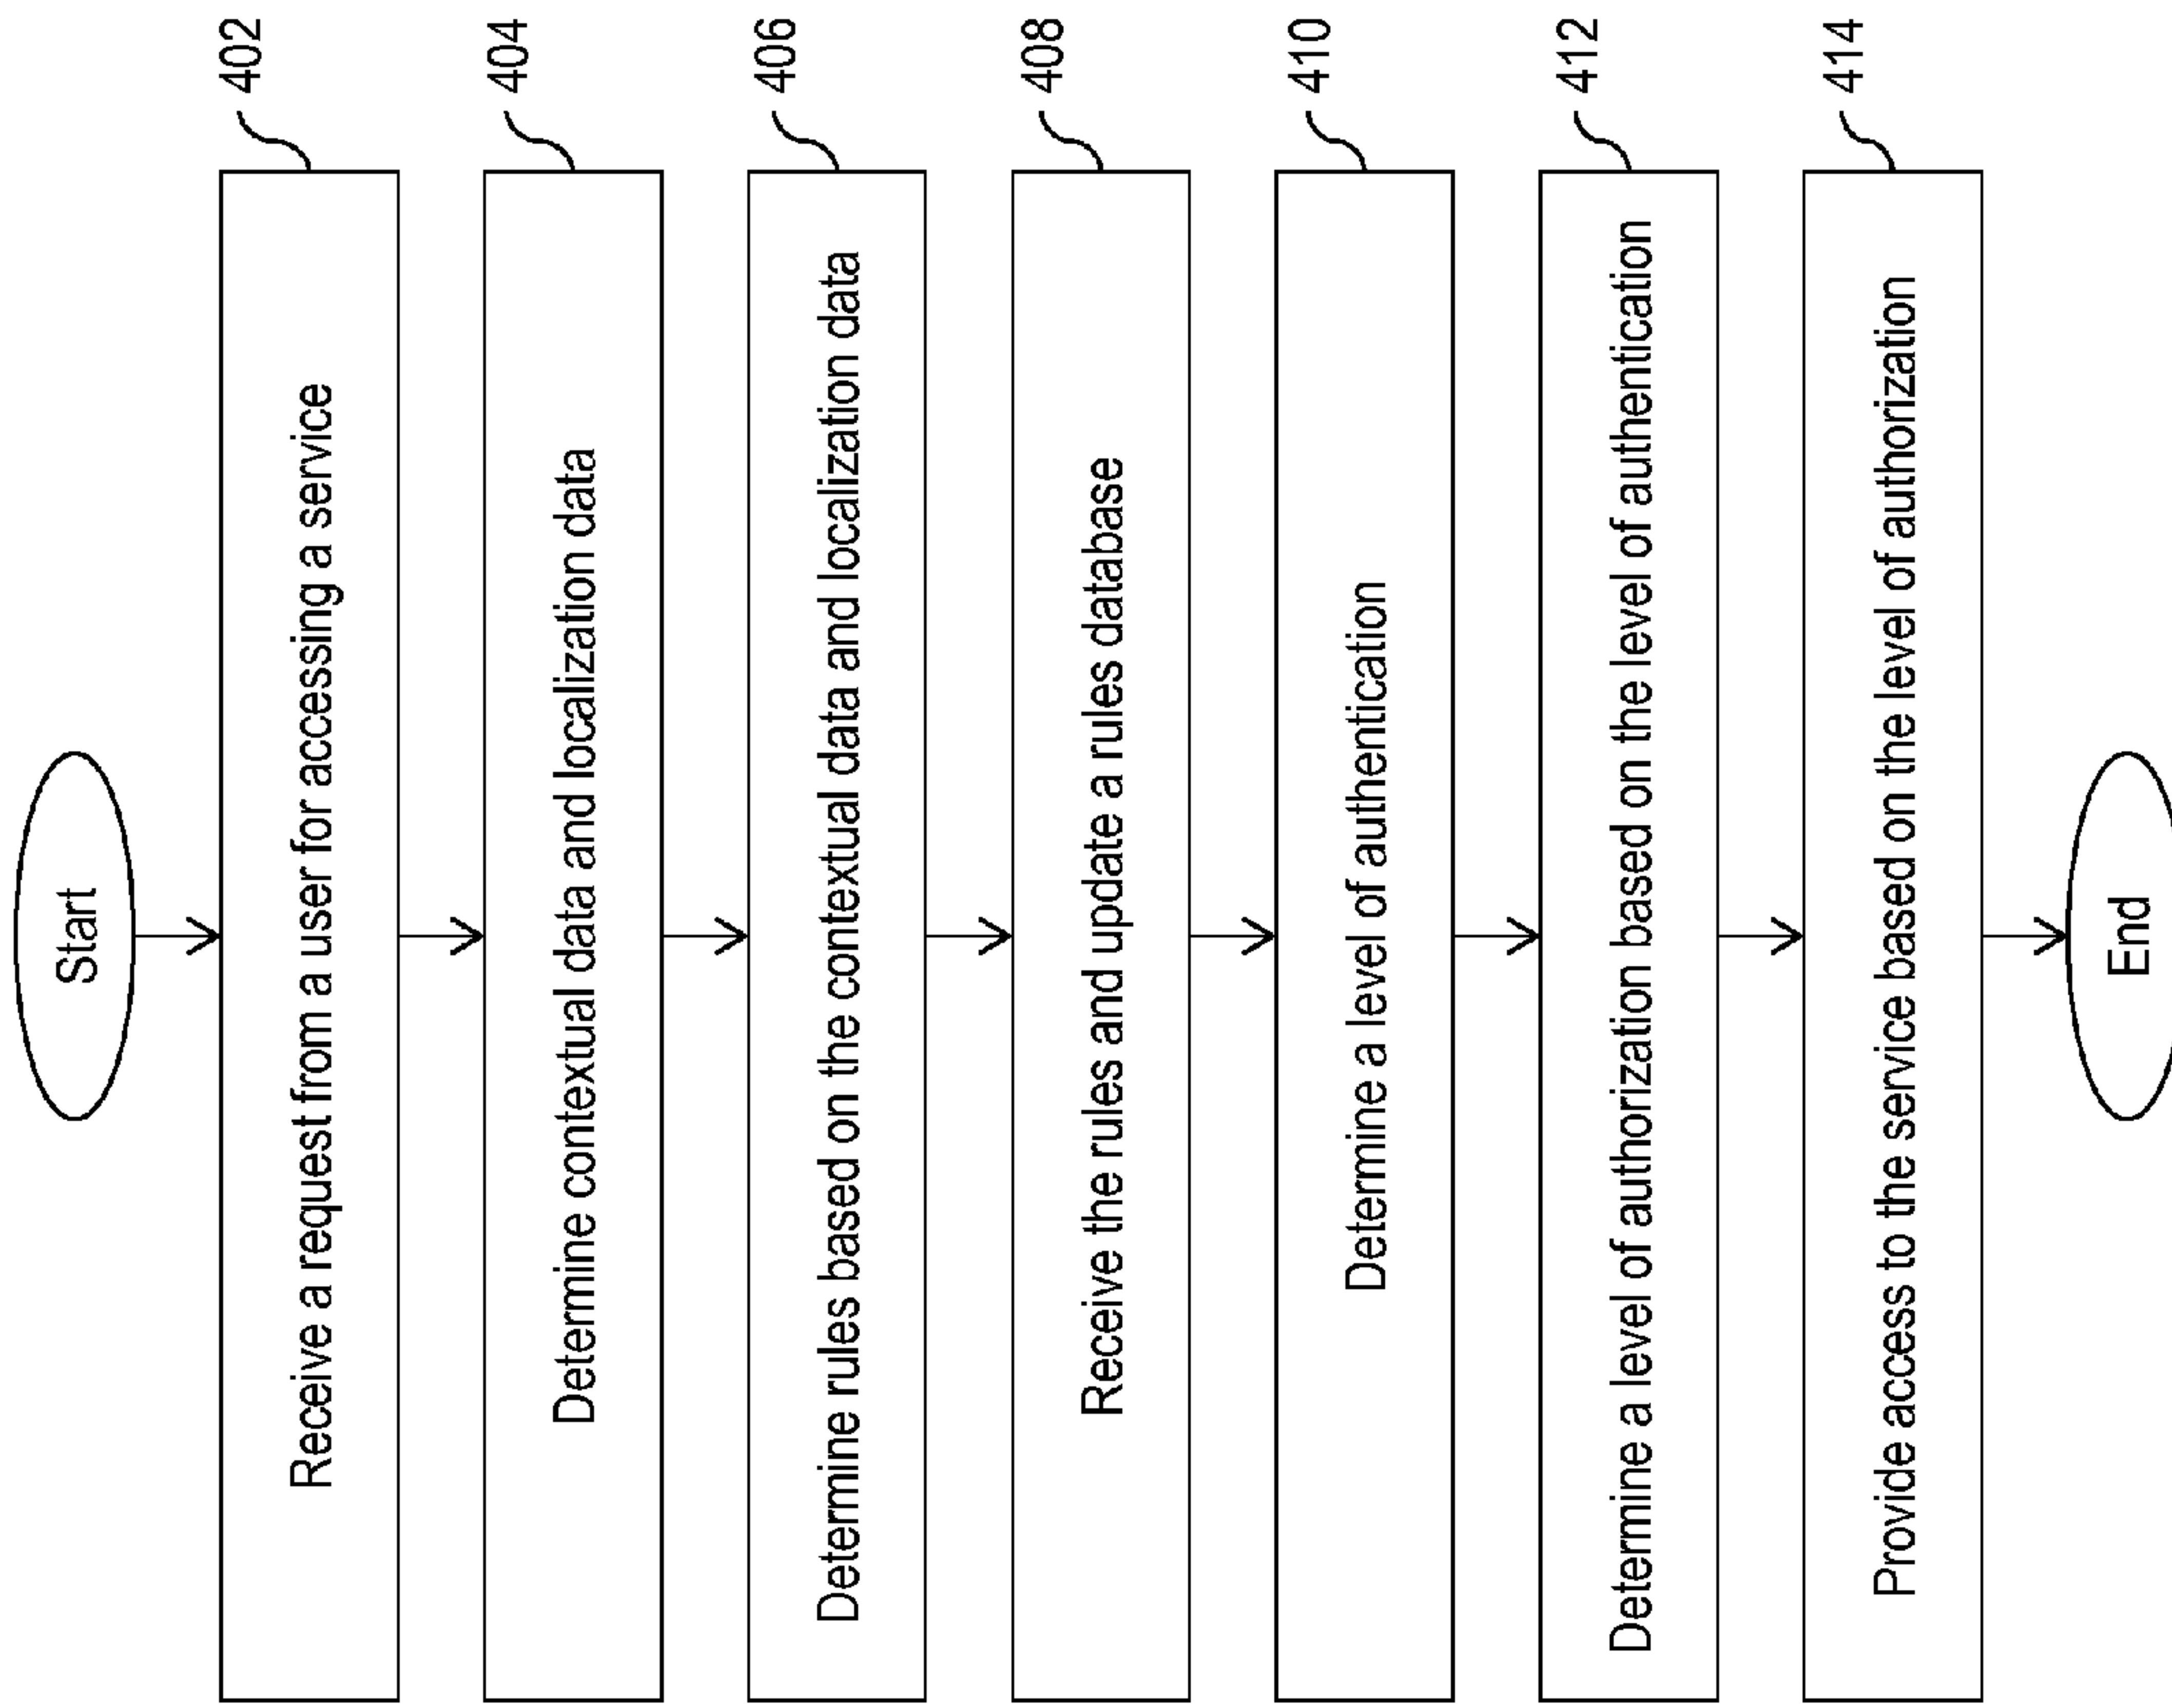 Start
402
Receive a request from a user for accessing a service
404
Determine contextual data and localization data
406
Determine rules based on the contextual data and localization data
408
Receive the rules and update a rules database
410
Determine a level of authentication
412
Determine a level of authorization based on the level of authentication
414
Provide access to the service based on the level of authorization
End